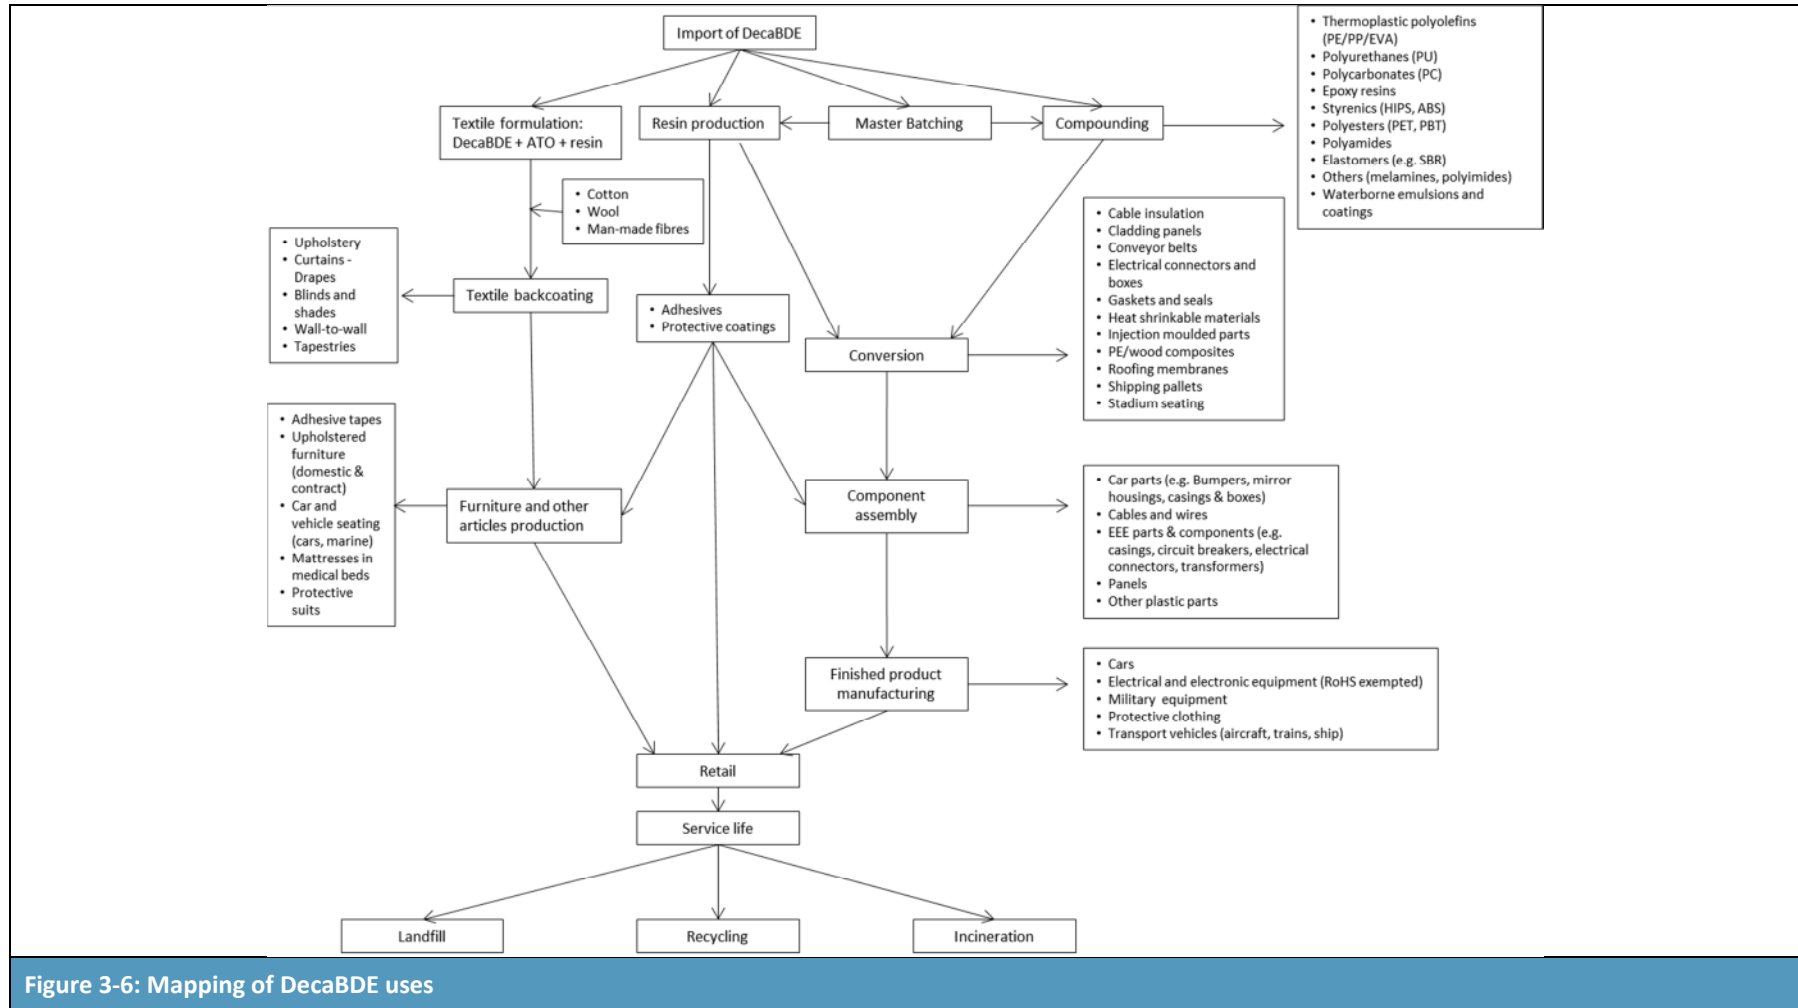 Import of DecaBDE
• Thermoplastic polyolefins
(PE/PP/EVA)
• Polyurethanes (PU)
• Polycarbonates (PC)
• Epoxy resins
• Styrenics (HIPS, ABS)
• Polyesters (PET, PBT)
• Polyamides
• Elastomers (e.g. SBR)
• Others (melamines, polyimides)
• Waterborne emulsions and
coatings
Textile formulation:
DecaBDE + ATO + resin
Resin production
Master Batching
Compounding
• Cotton
• Wool
• Man-made fibres
• Upholstery
• Curtains -
Drapes
• Blinds and
shades
• Wall-to-wall
• Tapestries
Textile backcoating
• Adhesives
• Protective coatings
Conversion
• Cable insulation
• Cladding panels
• Conveyor belts
• Electrical connectors and
boxes
• Gaskets and seals
• Heat shrinkable materials
• Injection moulded parts
• PE/wood composites
• Roofing membranes
• Shipping pallets
• Stadium seating
• Adhesive tapes
• Upholstered
furniture
(domestic &
contract)
• Car and
vehicle seating
(cars, marine)
• Mattresses in
medical beds
• Protective
suits
Furniture and other
articles production
Component
assembly
• Car parts (e.g. Bumpers, mirror
housings, casings & boxes)
• Cables and wires
• EEE parts & components (e.g.
casings, circuit breakers, electrical
connectors, transformers)
• Panels
• Other plastic parts
Finished product
manufacturing
• Cars
• Electrical and electronic equipment (RoHS exempted)
• Military equipment
• Protective clothing
• Transport vehicles (aircraft, trains, ship)
Retail
Service life
Landfill
Recycling
Incineration
Figure 3-6: Mapping of DecaBDE uses